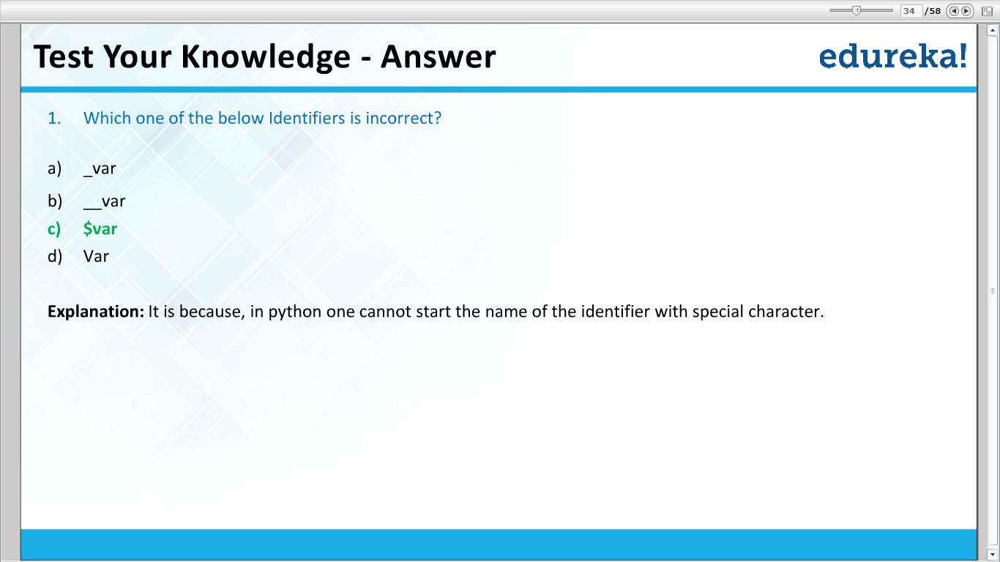 34 /58
Test Your Knowledge - Answer
edureka!
1. Which one of the below Identifiers is incorrect?
a) _var
b) __var
c) $var
d) Var
Explanation: It is because, in python one cannot start the name of the identifier with special character.